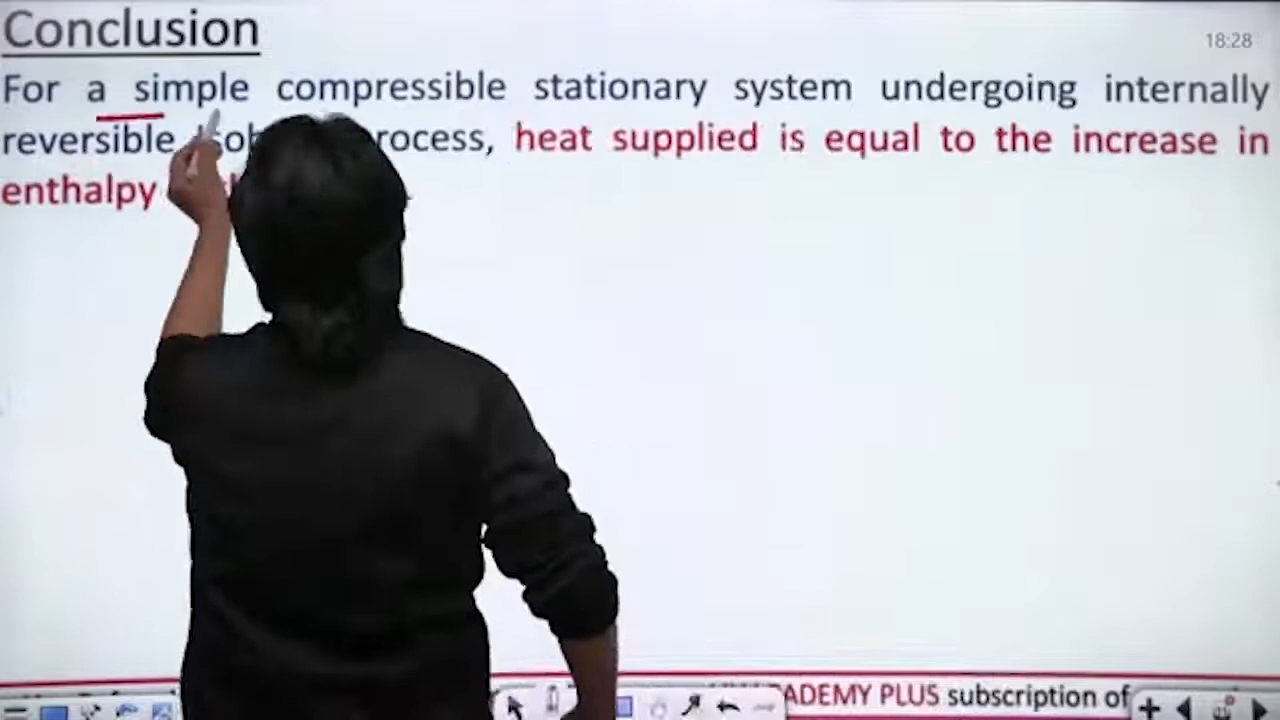 Conclusion
18:28
For a simple compressible stationary system undergoing internally
reversible process, heat supplied is equal to the increase in
enthalpy
ADEMY PLUS subscription of